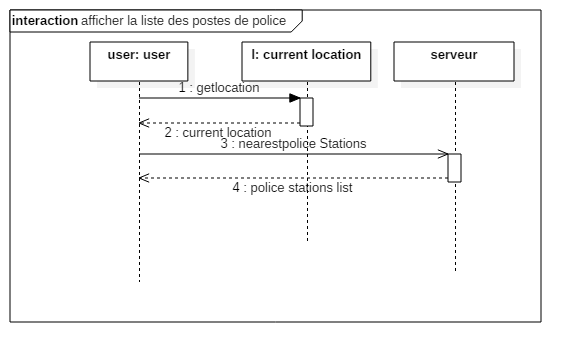 interaction afficher la liste des postes de police
user: user
l: current location
serveur
1 : getlocation
2 : current location
3 : nearestpolice Stations
4 : police stations list